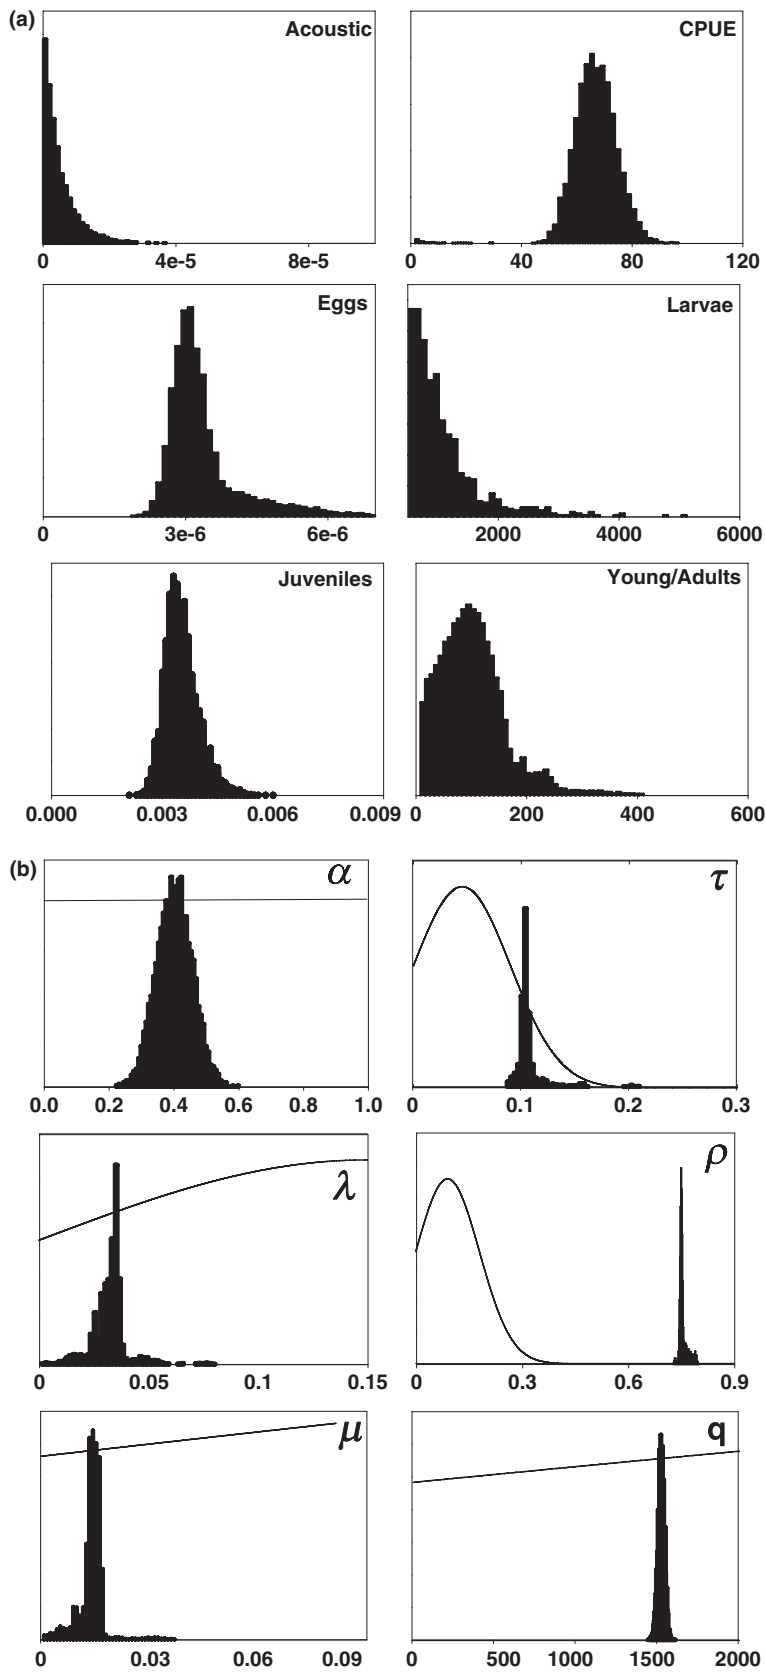 (a)
Acoustic
0 4e-5 8e-5
CPUE
0 40 80 120
Eggs
0 3e-6 6e-6
Larvae
2000 4000 6000
Juveniles
0.000 0.003 0.006 0.009
Young/Adults
0 200 400 600
(b)
α
0.0 0.2 0.4 0.6 0.8 1.0
τ
0 0.1 0.2 0.3
λ
0 0.05 0.1 0.15
ρ
0 0.3 0.6 0.9
μ
0 0.03 0.06 0.09
q
0 500 1000 1500 2000